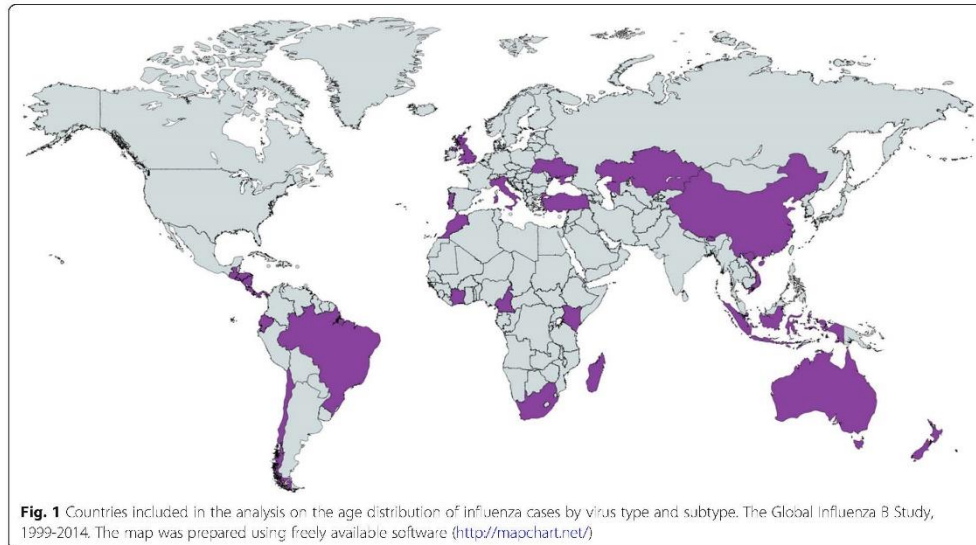 Fig. 1 Countries included in the analysis on the age distribution of influenza cases by virus type and subtype. The Global Influenza B Study,
1999-2014. The map was prepared using freely available software (http://mapchart.net/)